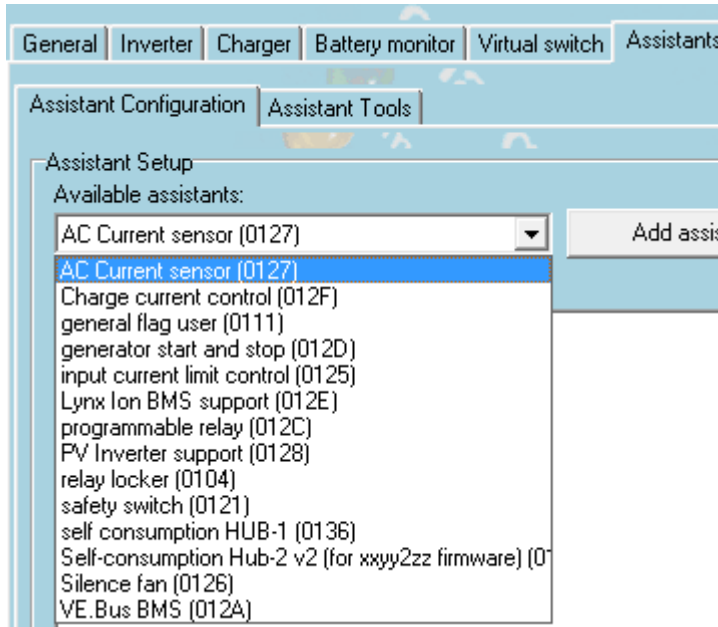 General Inverter Charger Battery monitor Virtual switch Assistants
Assistant Configuration Assistant Tools
Assistant Setup
Available assistants:
AC Current sensor (0127) Add assis
AC Current sensor (0127)
Charge current control (012F)
general flag user (0111)
generator start and stop (012D)
input current limit control (0125)
Lynx Ion BMS support (012E)
programmable relay (012C)
PV Inverter support (0128)
relay locker (0104)
safety switch (0121)
self consumption HUB-1 (0136)
Self-consumption Hub-2 v2 (for xxyy2zz firmware) (01
Silence fan (0126)
VE.Bus BMS (012A)